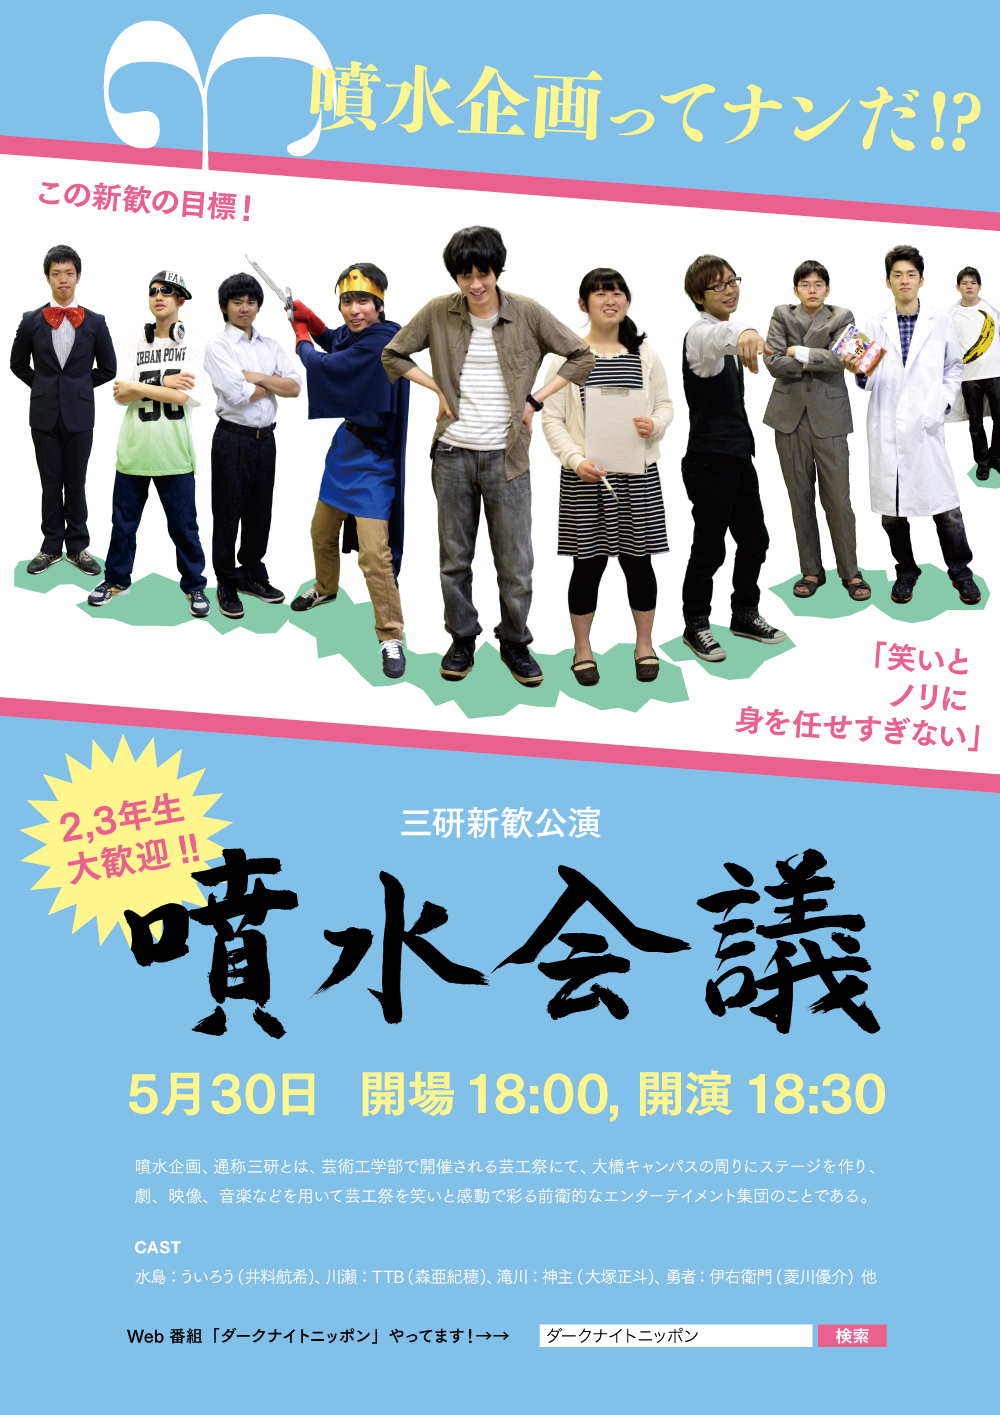 噴水企画ってナンだ!?
この新歓の目標！
FA
URBAN POWE
「笑いと
ノリに
身を任せすぎない」
2,3年生
大歓迎!!
三研新歓公演
噴水会議
5月30日 開場 18:00, 開演 18:30
噴水企画、通称三研とは、芸術工学部で開催される芸工祭にて、大橋キャンパスの周りにステージを作り、
劇、映像、音楽などを用いて芸工祭を笑いと感動で彩る前衛的なエンターテイメント集団のことである。
CAST
水島：ういろう（井料航希）、川瀬：TTB（森亜紀穂）、滝川：神主（大塚正斗）、勇者：伊右衛門（菱川優介）他
Web 番組「ダークナイトニッポン」やってます！→→ ダークナイトニッポン 検索